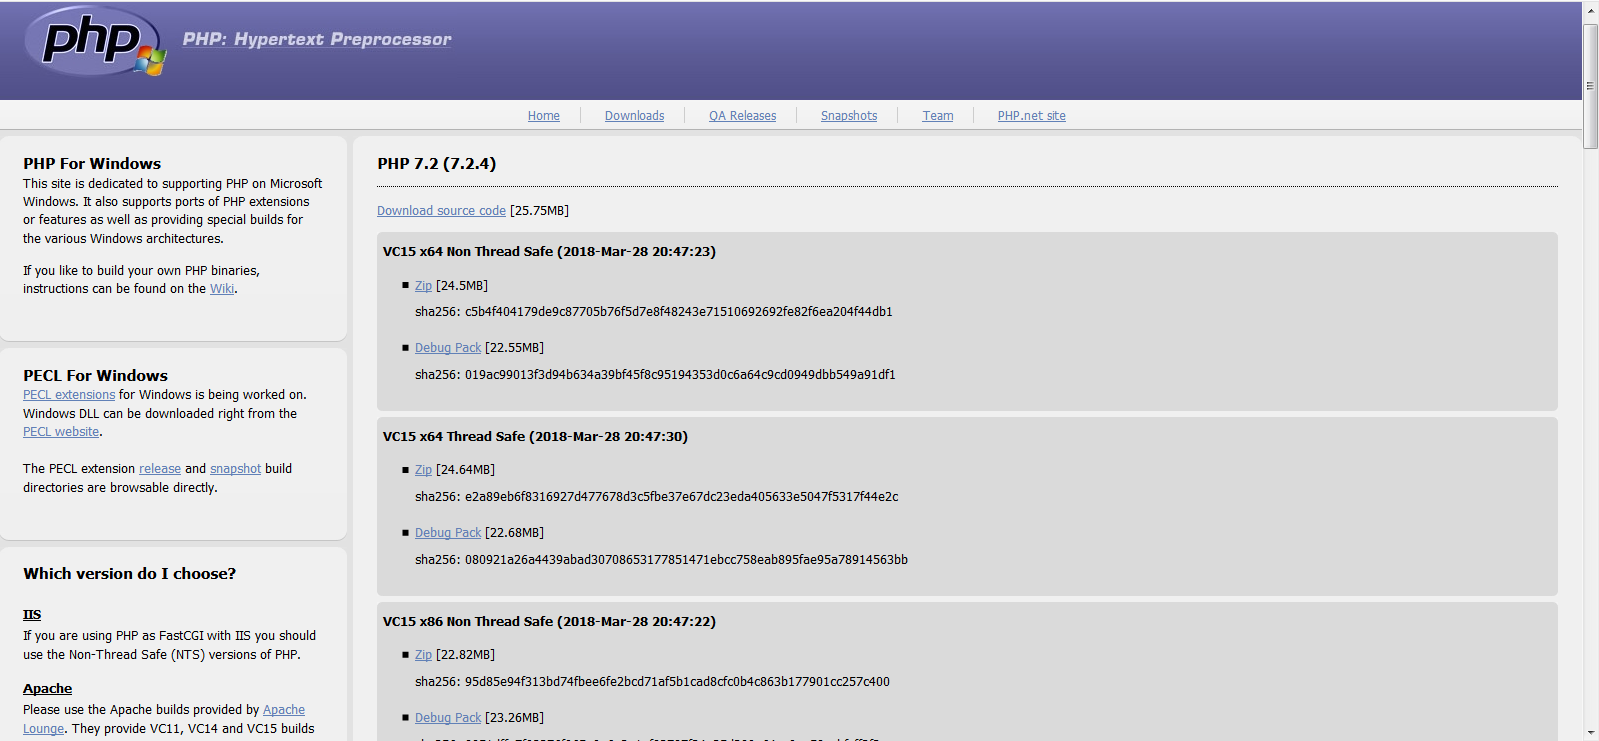 php
PHP: Hypertext Preprocessor
Home
Downloads
QA Releases
Snapshots
Team
PHP.net site
PHP For Windows
This site is dedicated to supporting PHP on Microsoft
Windows. It also supports ports of PHP extensions
or features as well as providing special builds for
the various Windows architectures.
If you like to build your own PHP binaries,
instructions can be found on the Wiki.
PECL For Windows
PECL extensions for Windows is being worked on.
Windows DLL can be downloaded right from the
PECL website.
The PECL extension release and snapshot build
directories are browsable directly.
Which version do I choose?
IIS
If you are using PHP as FastCGI with IIS you should
use the Non-Thread Safe (NTS) versions of PHP.
Apache
Please use the Apache builds provided by Apache
Lounge. They provide VC11, VC14 and VC15 builds
PHP 7.2 (7.2.4)
Download source code [25.75MB]
VC15 x64 Non Thread Safe (2018-Mar-28 20:47:23)
Zip [24.5MB]
sha256: c5b4f404179de9c87705b76f5d7e8f48243e71510692692fe82f6ea204f44db1
Debug Pack [22.55MB]
sha256: 019ac99013f3d94b634a39bf45f8c95194353d0c6a64c9cd0949dbb549a91df1
VC15 x64 Thread Safe (2018-Mar-28 20:47:30)
Zip [24.64MB]
sha256: e2a89eb6f8316927d477678d3c5fbe37e67dc23eda405633e5047f5317f44e2c
Debug Pack [22.68MB]
sha256: 080921a26a4439abad30708653177851471ebcc758eab895fae95a78914563bb
VC15 x86 Non Thread Safe (2018-Mar-28 20:47:22)
Zip [22.82MB]
sha256: 95d85e94f313bd74fbee6fe2bcd71af5b1cad8cfc0b4c863b177901cc257c400
Debug Pack [23.26MB]